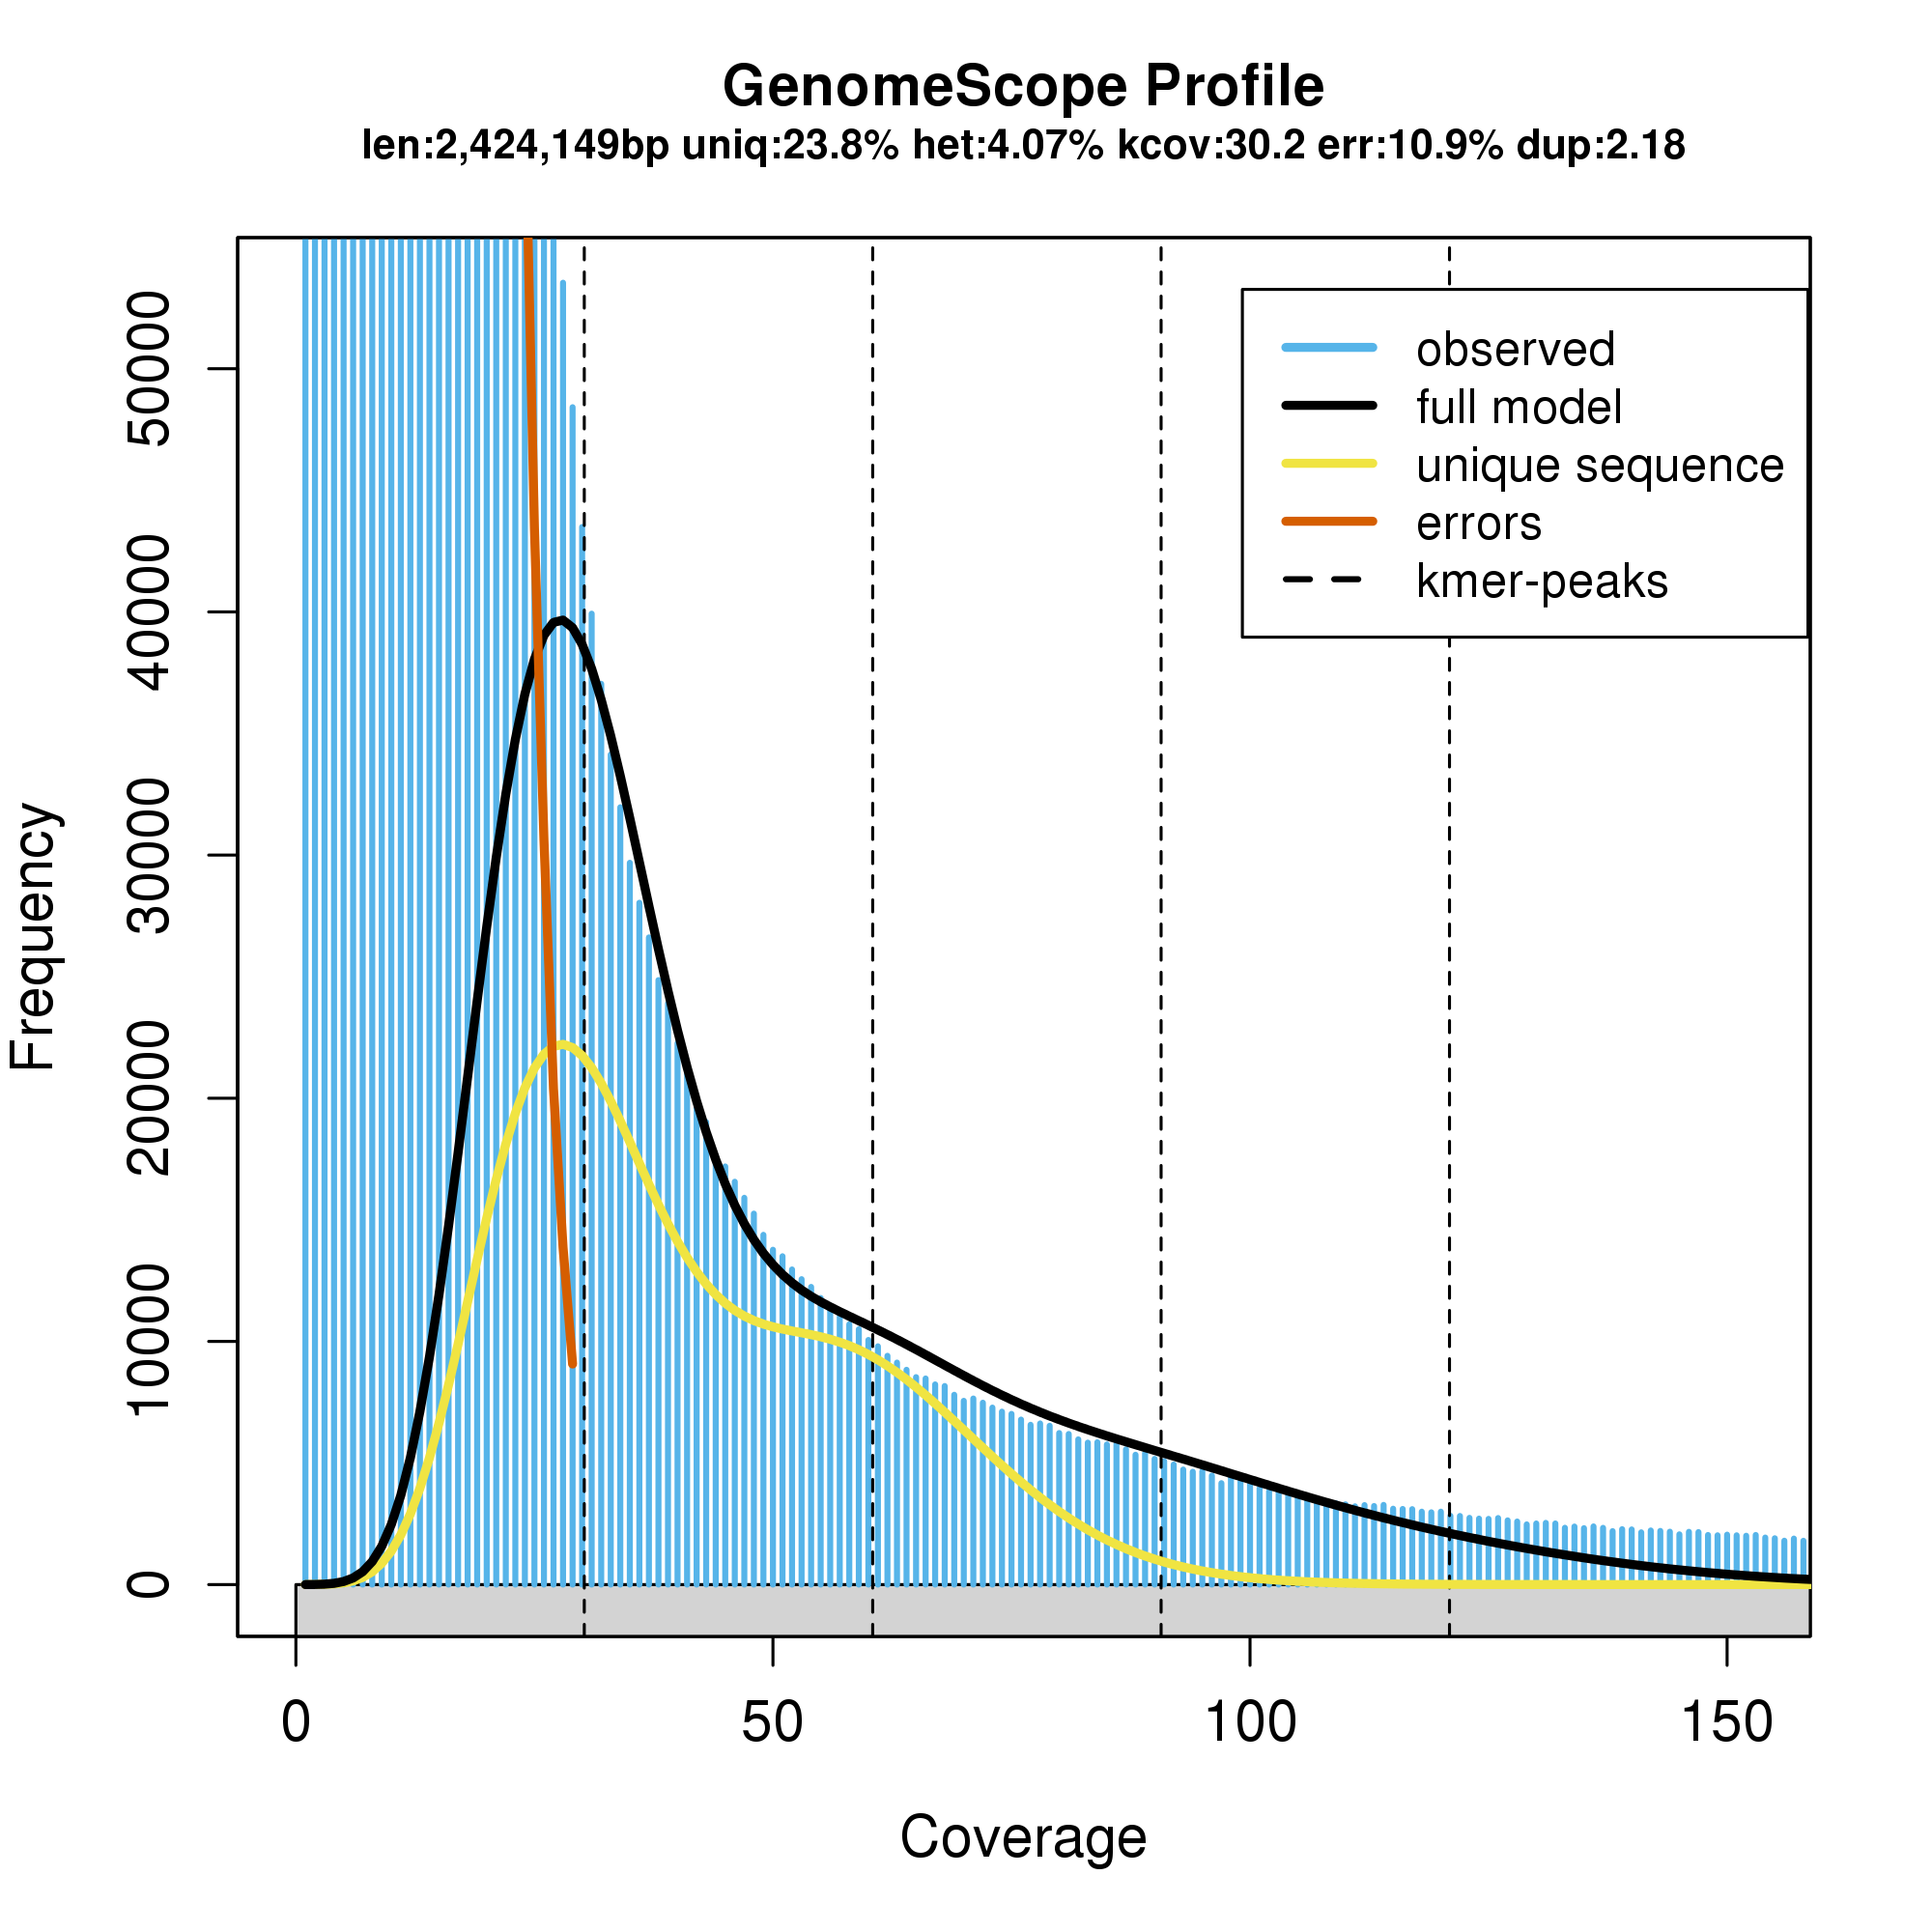 GenomeScope Profile
len:2,424,149bp uniq:23.8% het:4.07% kcov:30.2 err:10.9% dup:2.18
observed
full model
unique sequence
errors
kmer-peaks
Frequency
50000
40000
30000
20000
10000
0
0 50 100 150
Coverage